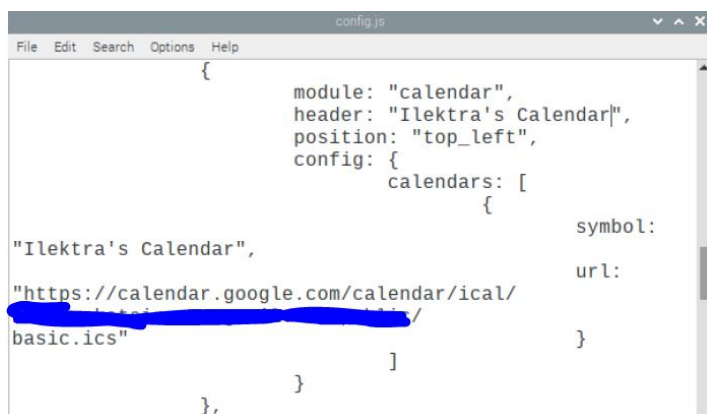 config.js
File Edit Search Options Help
{
module: "calendar",
header: "Ilektra's Calendar",
position: "top_left",
config: {
calendars: [
{
symbol:
"Ilektra's Calendar",
url:
"https://calendar.google.com/calendar/ical/
/
basic.ics" }
]
}
},